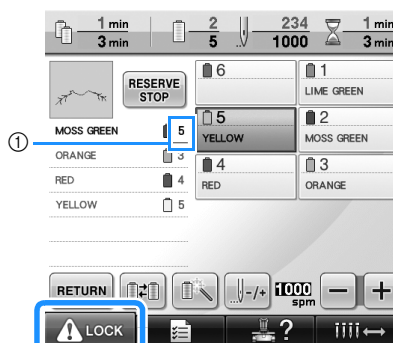 1 min 2 234 1 min
3 min 5 1000 3 min
RESERVE
STOP
6
1
LIME GREEN
① MOSS GREEN 5
ORANGE 3
RED 4
YELLOW 5
5
YELLOW
2
MOSS GREEN
4
RED
3
ORANGE
RETURN -/+ 1000 spm − +
LOCK ?